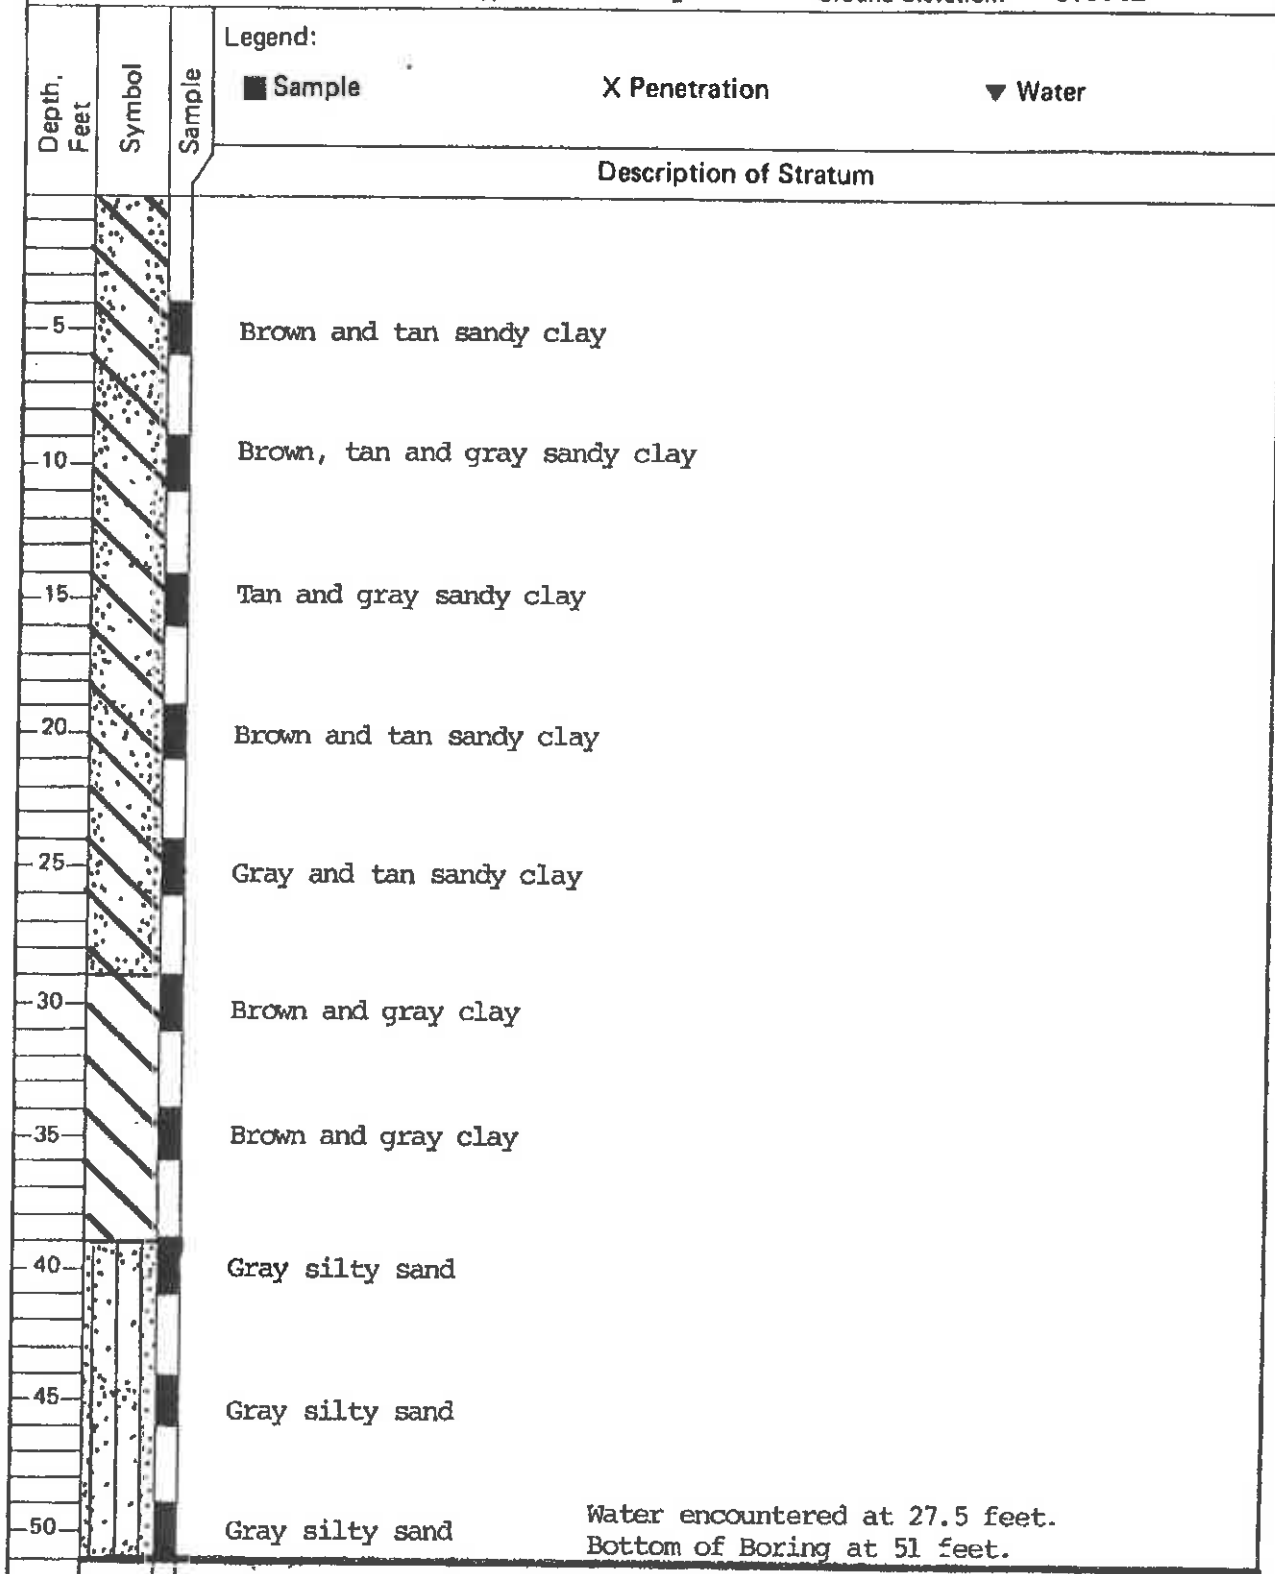 Depth,
Feet
Symbol
Sample
Legend:
■ Sample X Penetration ▼ Water
Description of Stratum
5 Brown and tan sandy clay
10 Brown, tan and gray sandy clay
15 Tan and gray sandy clay
20 Brown and tan sandy clay
25 Gray and tan sandy clay
30 Brown and gray clay
35 Brown and gray clay
40 Gray silty sand
45 Gray silty sand
50 Gray silty sand
Water encountered at 27.5 feet.
Bottom of Boring at 51 feet.